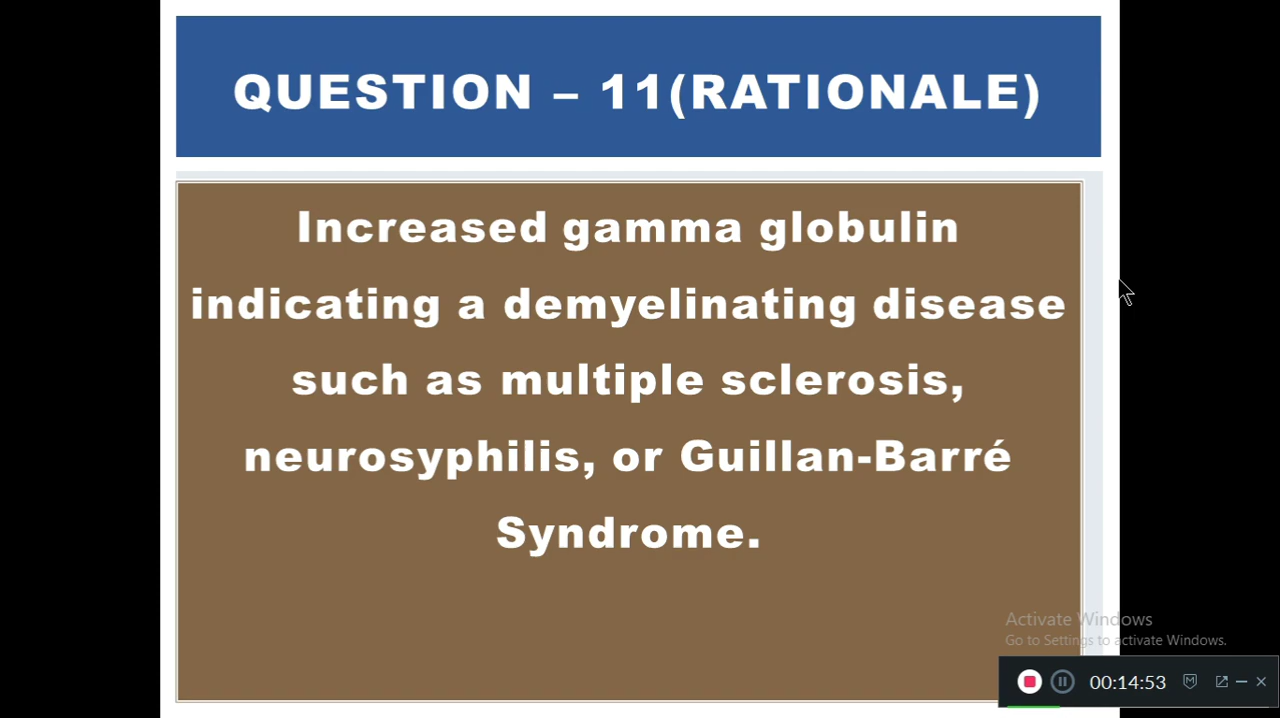 QUESTION – 11(RATIONALE)
Increased gamma globulin
indicating a demyelinating disease
such as multiple sclerosis,
neurosyphilis, or Guillan-Barré
Syndrome.
Activate Windows
Go to Settings to activate Windows.
00:14:53